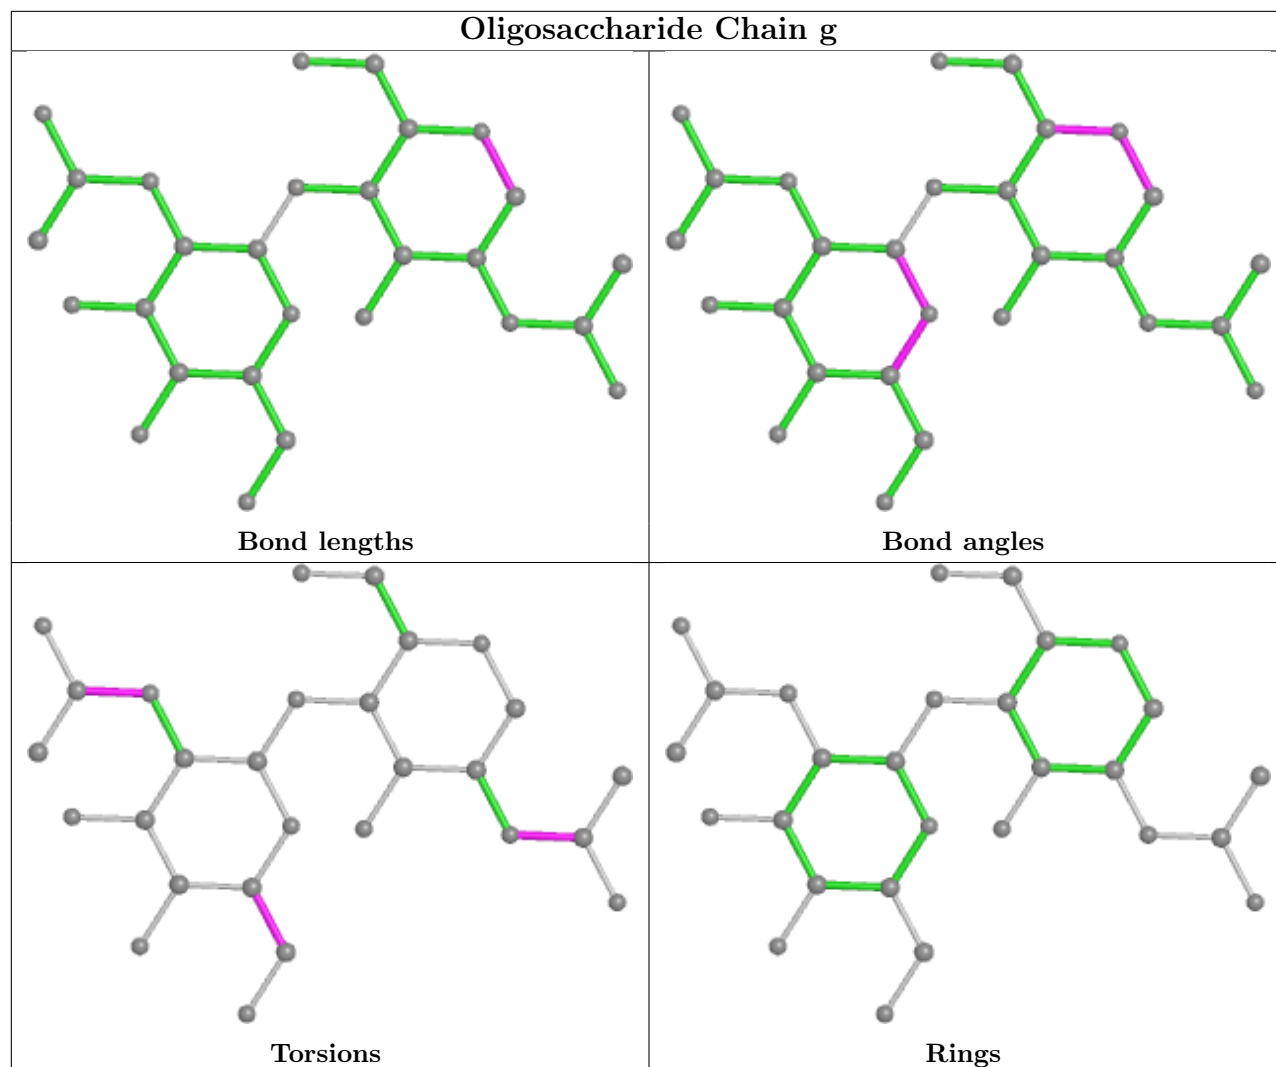 Oligosaccharide Chain g
Bond lengths
Bond angles
Torsions
Rings